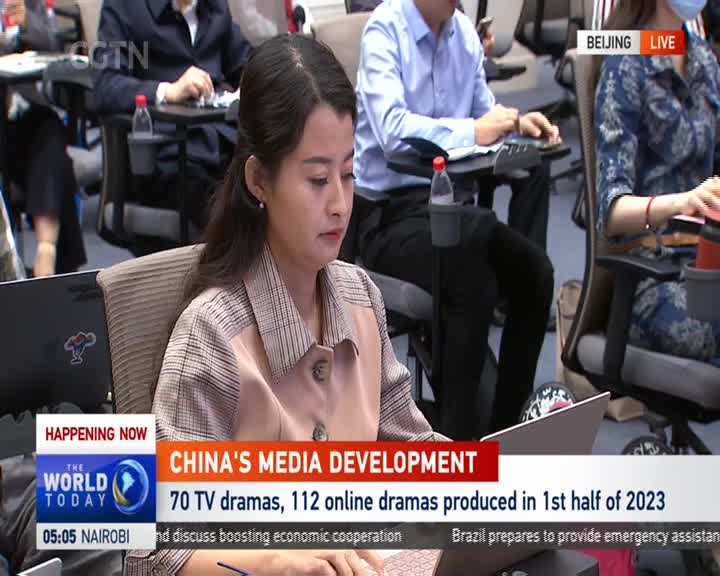 CGTN
BEIJING LIVE
HAPPENING NOW
THE WORLD TODAY
CHINA'S MEDIA DEVELOPMENT
70 TV dramas, 112 online dramas produced in 1st half of 2023
05:05 NAIROBI
nd discuss boosting economic cooperation Brazil prepares to provide emergency assistan